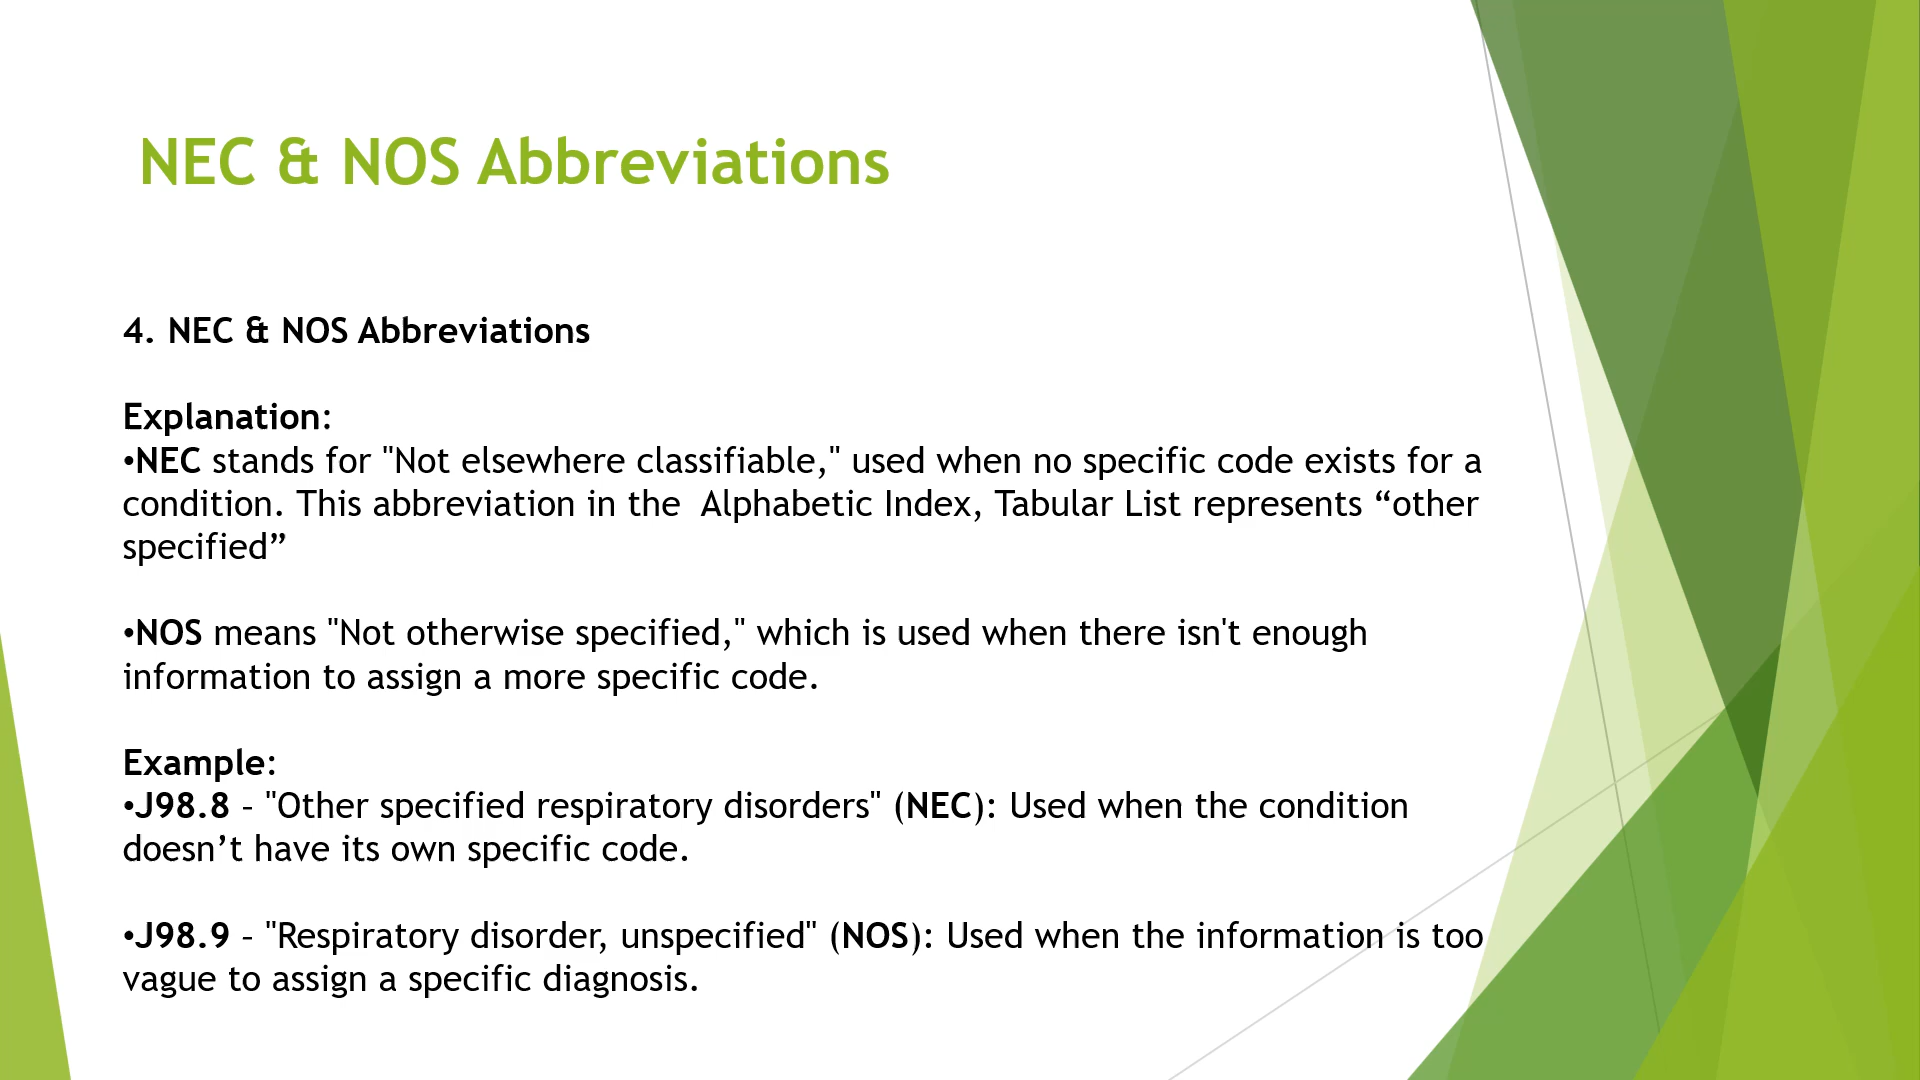 NEC & NOS Abbreviations
4. NEC & NOS Abbreviations
Explanation:
•NEC stands for "Not elsewhere classifiable," used when no specific code exists for a
condition. This abbreviation in the  Alphabetic Index, Tabular List represents “other
specified”
•NOS means "Not otherwise specified," which is used when there isn't enough
information to assign a more specific code.
Example:
•J98.8 – "Other specified respiratory disorders" (NEC): Used when the condition
doesn’t have its own specific code.
•J98.9 – "Respiratory disorder, unspecified" (NOS): Used when the information is too
vague to assign a specific diagnosis.